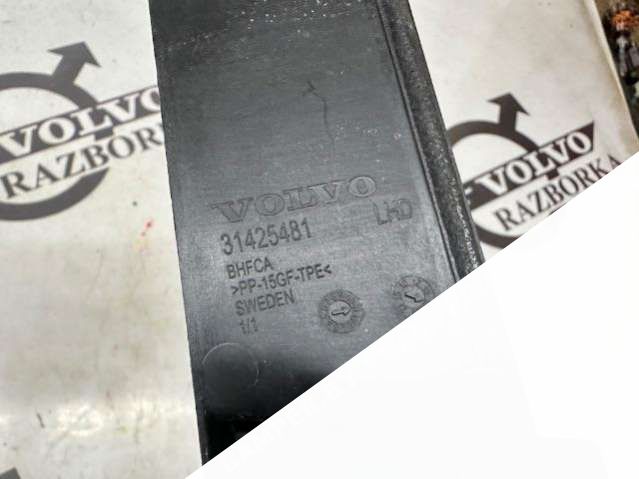 VOLVO
RAZBORKA
VOLVO
RAZBORKA
VOLVO
LHD
31425481
BHFCA
>PP-15GF-TPE<
SWEDEN
1/1